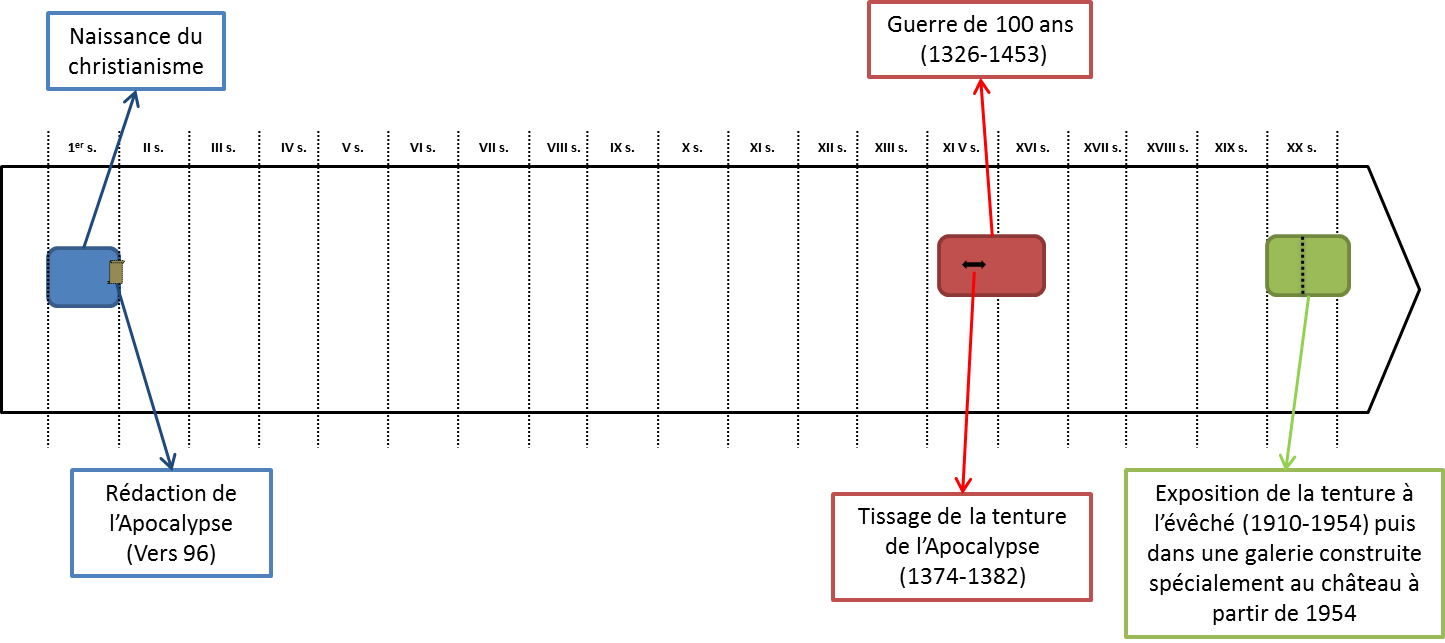 Naissance du
christianisme
Guerre de 100 ans
(1326-1453)
1er s.
II s.
III s.
IV s.
V s.
VI s.
VII s.
VIII s.
IX s.
X s.
XI s.
XII s.
XIII s.
XI V s.
XVI s.
XVII s.
XVIII s.
XIX s.
XX s.
Rédaction de
l’Apocalypse
(Vers 96)
Tissage de la tenture
de l’Apocalypse
(1374-1382)
Exposition de la tenture à
l’évêché (1910-1954) puis
dans une galerie construite
spécialement au château à
partir de 1954